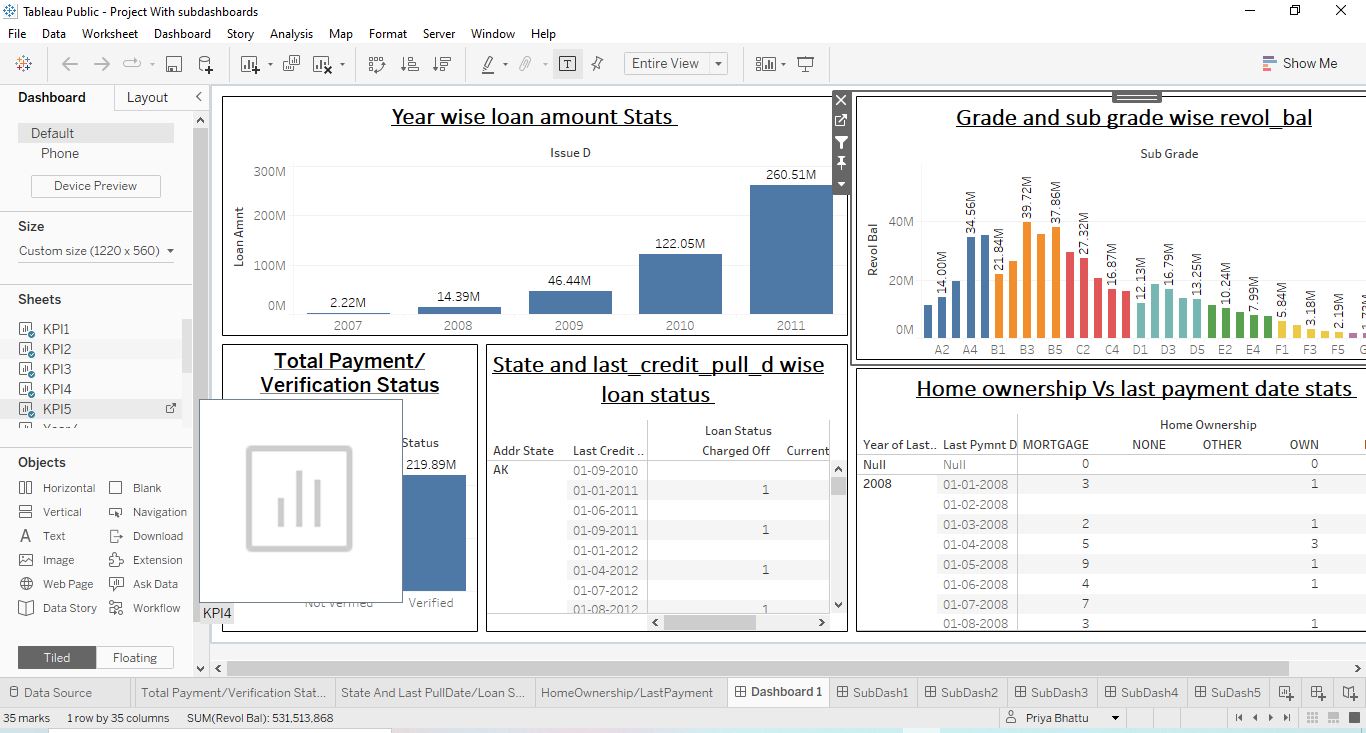 Tableau Public - Project With subdashboards
File Data Worksheet Dashboard Story Analysis Map Format Server Window Help
Entire View
Show Me
Dashboard Layout
Default
Phone
Device Preview
Size
Custom size (1220 x 560)
Sheets
KPI1
KPI2
KPI3
KPI4
KPI5
Objects
Horizontal Blank
Vertical Navigation
Text Download
Image Extension
Web Page Ask Data
Data Story Workflow
Tiled Floating
Year wise loan amount Stats
Issue D
Loan Amnt
300M
200M
100M
0M
2.22M 14.39M 46.44M 122.05M 260.51M
2007 2008 2009 2010 2011
Grade and sub grade wise revol_bal
Sub Grade
Revol Bal
40M
20M
0M
14.00M 34.56M 21.84M 39.72M 37.86M 27.32M 16.87M 12.13M 16.79M 13.25M 10.24M 7.99M 5.84M 3.18M 2.19M
A2 A4 B1 B3 B5 C2 C4 D1 D3 D5 E2 E4 F1 F3 F5
Total Payment/
Verification Status
Status
219.89M
Not Verified Verified
KPI4
State and last_credit_pull_d wise
loan status
Loan Status
Addr State Last Credit .. Charged Off Current
AK 01-09-2010
01-01-2011 1
01-06-2011
01-09-2011 1
01-01-2012
01-04-2012 1
01-07-2012
01-08-2012 1
Home ownership Vs last payment date stats
Home Ownership
Year of Last.. Last Pymnt D MORTGAGE NONE OTHER OWN
Null Null 0 0
2008 01-01-2008 3 1
01-02-2008
01-03-2008 2 1
01-04-2008 5 3
01-05-2008 9 1
01-06-2008 4 1
01-07-2008 7
01-08-2008 3 1
Data Source Total Payment/Verification Stat... State And Last PullDate/Loan S... HomeOwnership/LastPayment Dashboard 1 SubDash1 SuDash2 SubDash3 SubDash4 SuDash5
35 marks 1 row by 35 columns SUM(Revol Bal): 531,513,868
Priya Bhattu